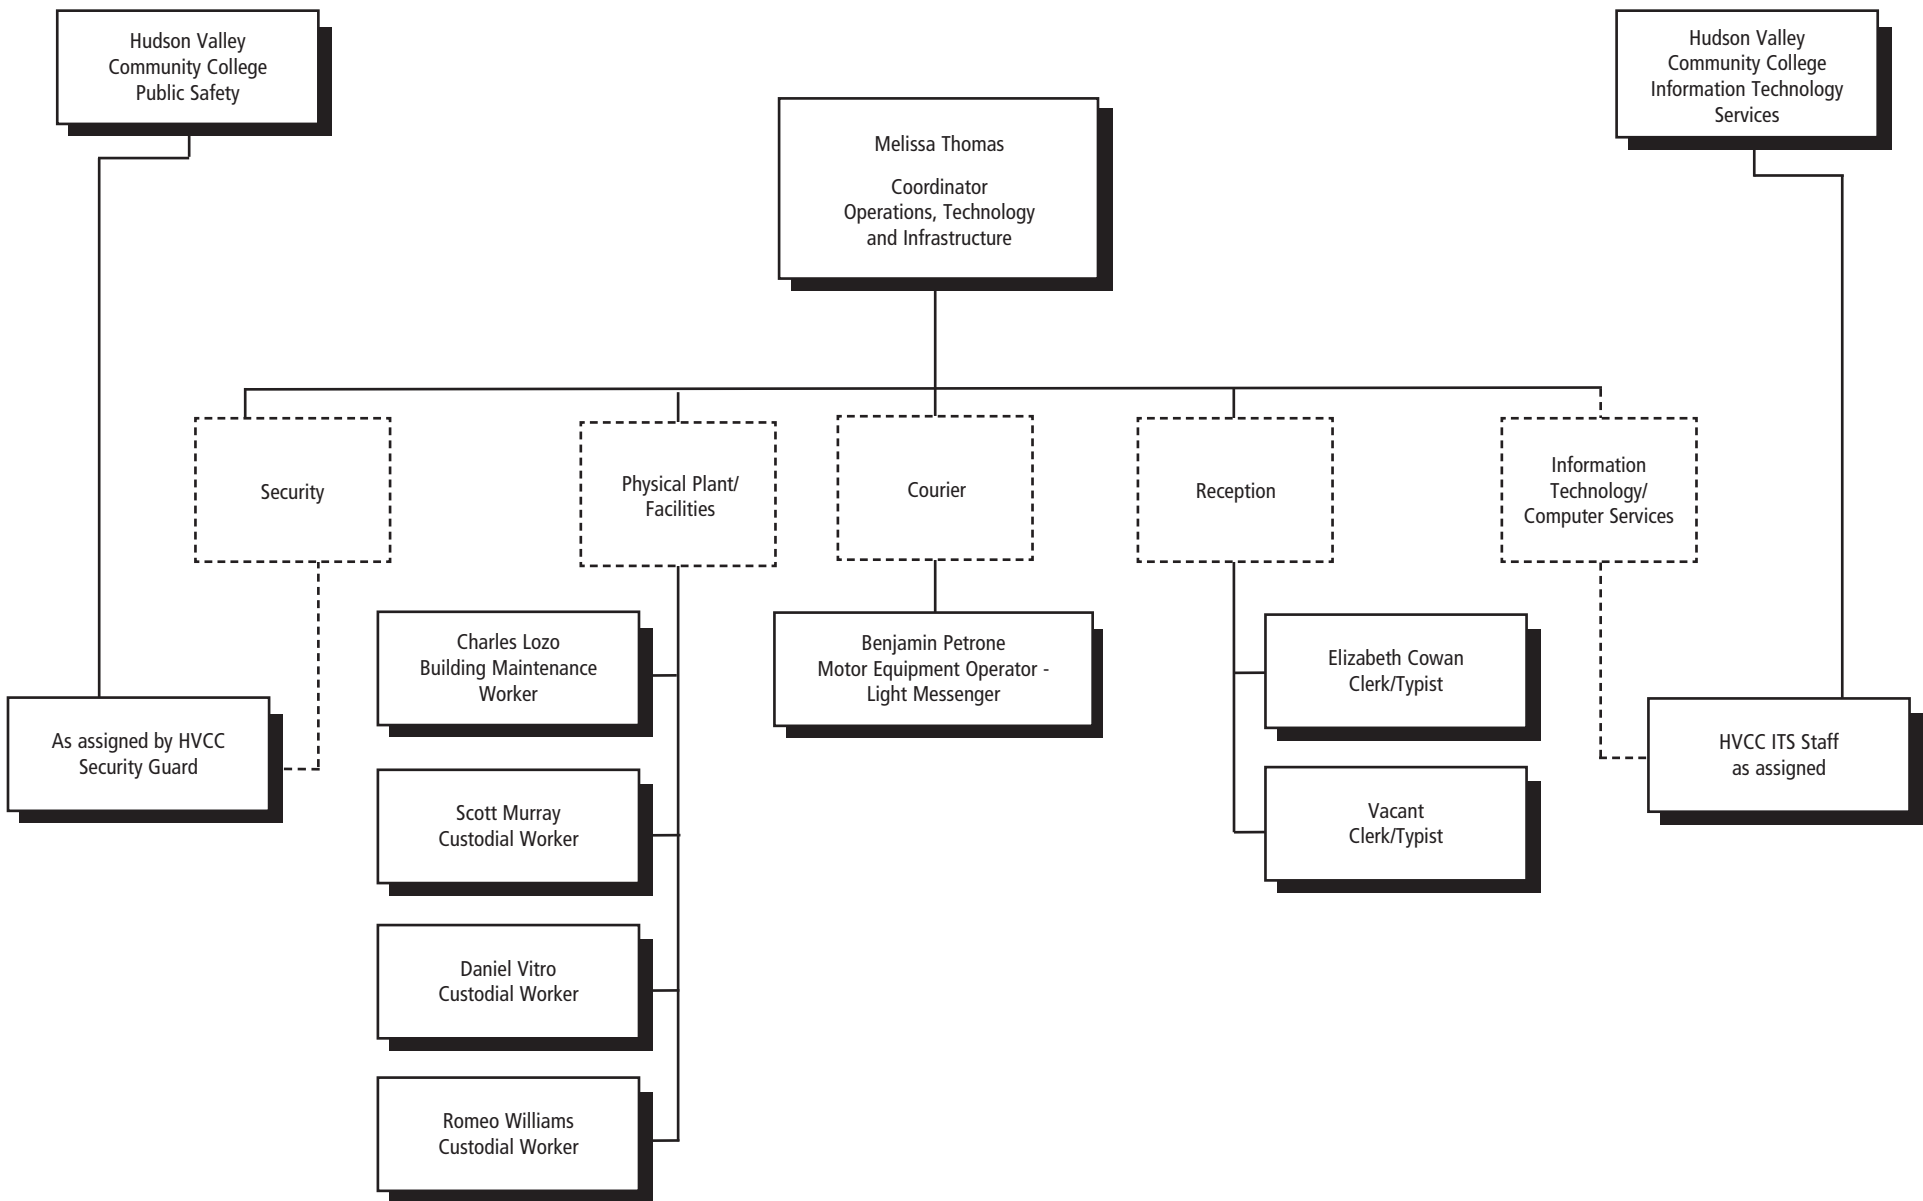 Hudson Valley
Community College
Public Safety
Hudson Valley
Community College
Information Technology
Services
Melissa Thomas
Coordinator
Operations, Technology
and Infrastructure
Security
Physical Plant/
Facilities
Courier
Reception
Information
Technology/
Computer Services
As assigned by HVCC
Security Guard
Charles Lozo
Building Maintenance
Worker
Scott Murray
Custodial Worker
Daniel Vitro
Custodial Worker
Romeo Williams
Custodial Worker
Benjamin Petrone
Motor Equipment Operator -
Light Messenger
Elizabeth Cowan
Clerk/Typist
Vacant
Clerk/Typist
HVCC ITS Staff
as assigned